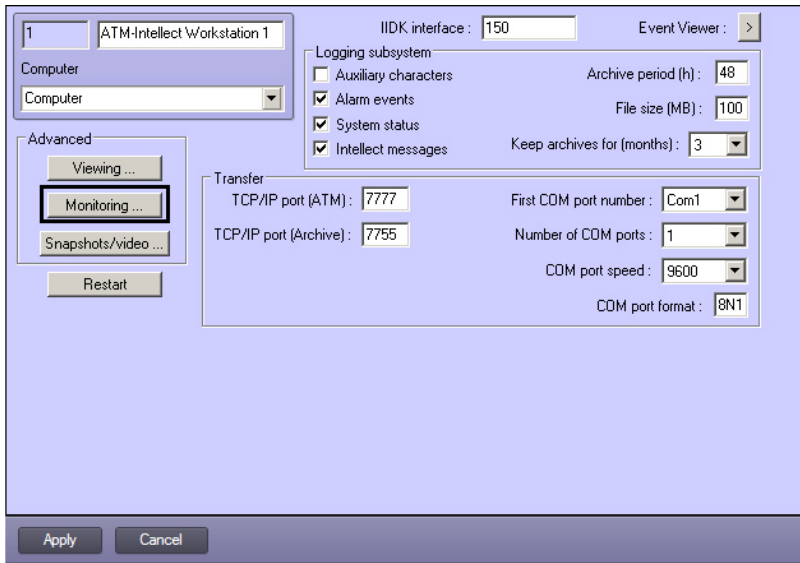 1 ATM-Intellect Workstation 1
Computer
Computer
Advanced
Viewing ...
Monitoring ...
Snapshots/video ...
Restart
IIDK interface : 150
Event Viewer : >
Logging subsystem
Auxiliary characters
Alarm events
System status
Intellect messages
Archive period (h) : 48
File size (MB) : 100
Keep archives for (months) : 3
Transfer
TCP/IP port (ATM) : 7777
TCP/IP port (Archive) : 7755
First COM port number : Com1
Number of COM ports : 1
COM port speed : 9600
COM port format : 8N1
Apply Cancel